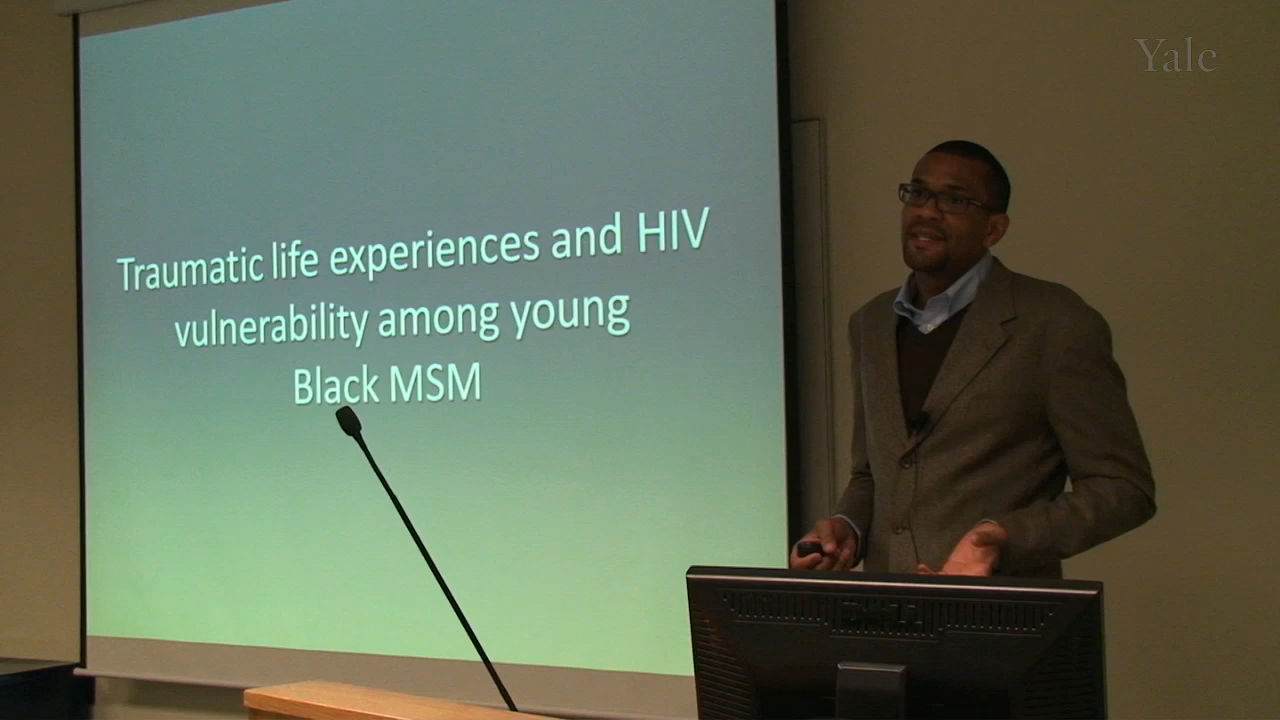 Yale
Traumatic life experiences and HIV
vulnerability among young
Black MSM